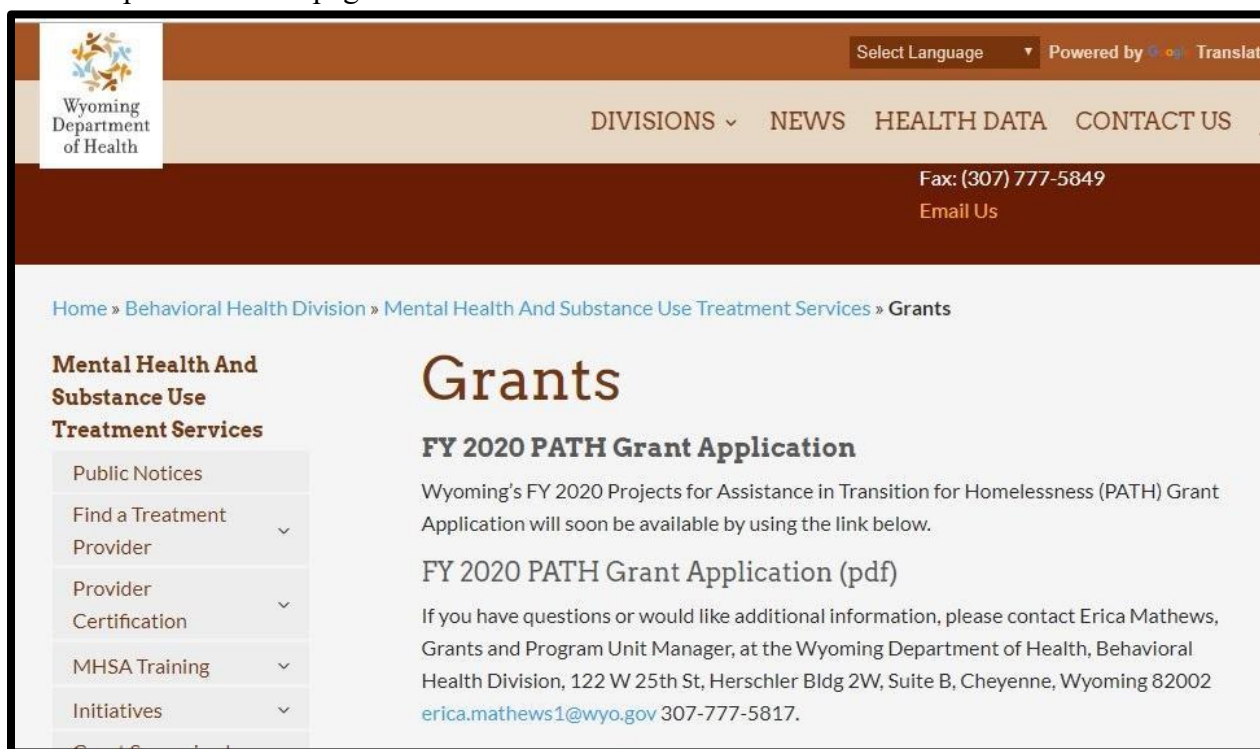 Select Language Powered by Google Translat
Wyoming
Department
of Health
DIVISIONS NEWS HEALTH DATA CONTACT US
Fax: (307) 777-5849
Email Us
Home » Behavioral Health Division » Mental Health And Substance Use Treatment Services » Grants
Mental Health And
Substance Use
Treatment Services
Public Notices
Find a Treatment
Provider
Provider
Certification
MHSA Training
Initiatives
Grants
FY 2020 PATH Grant Application
Wyoming's FY 2020 Projects for Assistance in Transition for Homelessness (PATH) Grant
Application will soon be available by using the link below.
FY 2020 PATH Grant Application (pdf)
If you have questions or would like additional information, please contact Erica Mathews,
Grants and Program Unit Manager, at the Wyoming Department of Health, Behavioral
Health Division, 122 W 25th St, Herschler Bldg 2W, Suite B, Cheyenne, Wyoming 82002
erica.mathews1@wyo.gov 307-777-5817.